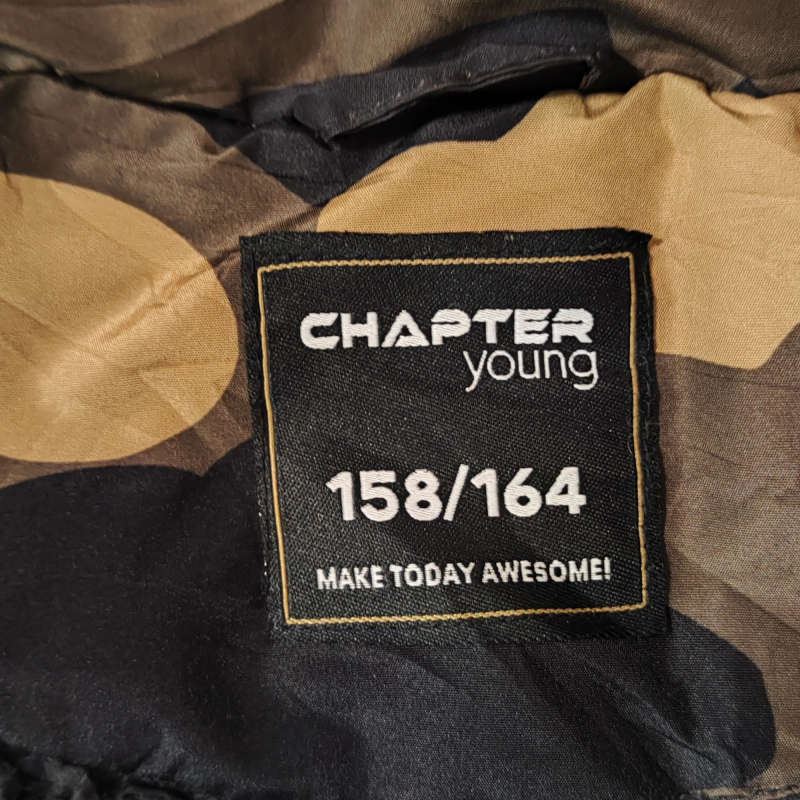 CHAPTER
young
158/164
MAKE TODAY AWESOME!